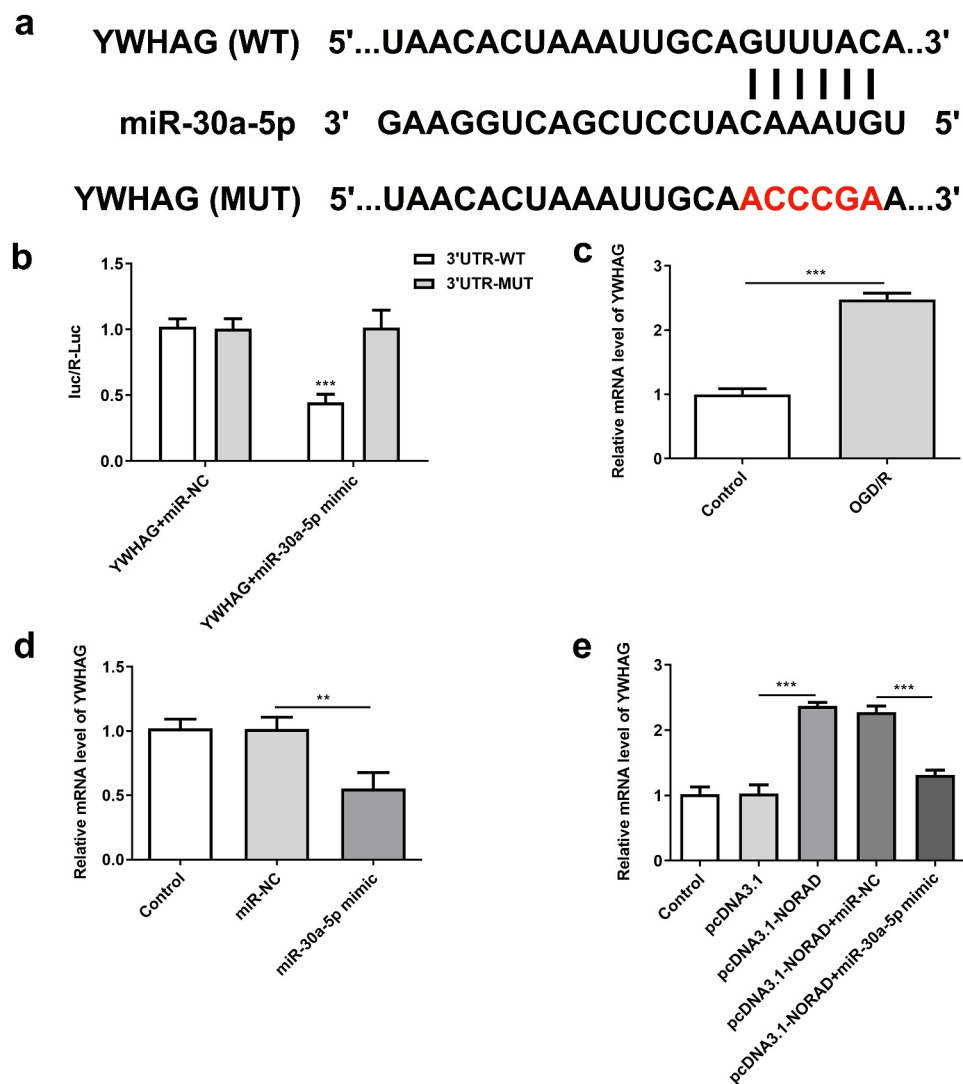 a
YWHAG (WT) 5'...UAACACUAAAUUGCAGUUUACA..3'
miR-30a-5p 3' GAAGGUCAGCUCCUACAAAUGU 5'
YWHAG (MUT) 5'...UAACACUAAAUUGCAACCCGAA...3'
b
luc/R-Luc
1.5
1.0
0.5
0.0
3'UTR-WT
3'UTR-MUT
***
YWHAG+miR-NC
YWHAG+miR-30a-5p mimic
c
Relative mRNA level of YWHAG
3
2
1
0
***
Control
OGD/R
d
Relative mRNA level of YWHAG
1.5
1.0
0.5
0.0
**
Control
miR-NC
miR-30a-5p mimic
e
Relative mRNA level of YWHAG
3
2
1
0
***
***
Control
pcDNA3.1
pcDNA3.1-NORAD
pcDNA3.1-NORAD+miR-NC
pcDNA3.1-NORAD+miR-30a-5p mimic